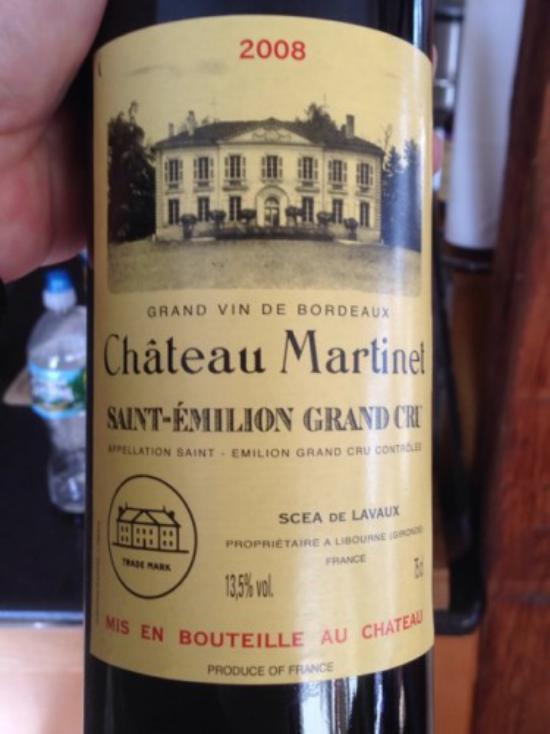 2008
GRAND VIN DE BORDEAUX
Château Martinet
SAINT-ÉMILION GRAND CRU
APPELLATION SAINT - EMILION GRAND CRU CONTRÔLÉE
SCEA DE LAVAUX
PROPRIÉTAIRE A LIBOURNE (GIRONDE)
FRANCE
TRADE MARK
13,5% vol.
75cl
MIS EN BOUTEILLE AU CHATEAU
PRODUCE OF FRANCE